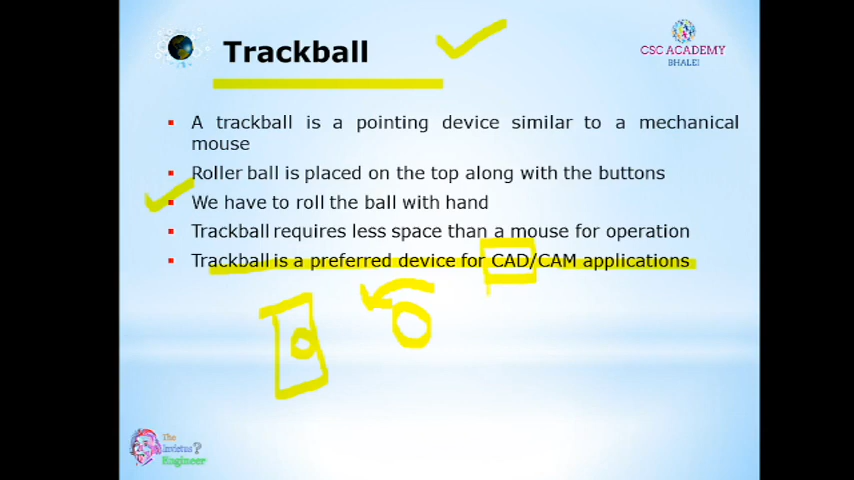 Trackball
CSC ACADEMY
BHALEI
A trackball is a pointing device similar to a mechanical
mouse
Roller ball is placed on the top along with the buttons
We have to roll the ball with hand
Trackball requires less space than a mouse for operation
Trackball is a preferred device for CAD/CAM applications
The
Invictus?
Engineer